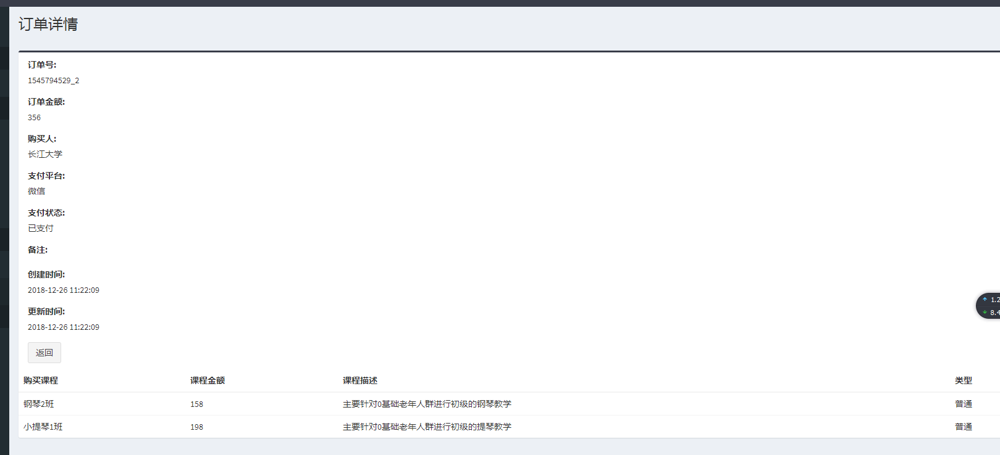 订单详情
订单号:
1545794529_2
订单金额:
356
购买人:
长江大学
支付平台:
微信
支付状态:
已支付
备注:
创建时间:
2018-12-26 11:22:09
更新时间:
2018-12-26 11:22:09
返回
购买课程 课程金额 课程描述 类型
钢琴2班 158 主要针对0基础老年人群进行初级的钢琴教学 普通
小提琴1班 198 主要针对0基础老年人群进行初级的提琴教学 普通
↑ 1.2
↓ 8.4